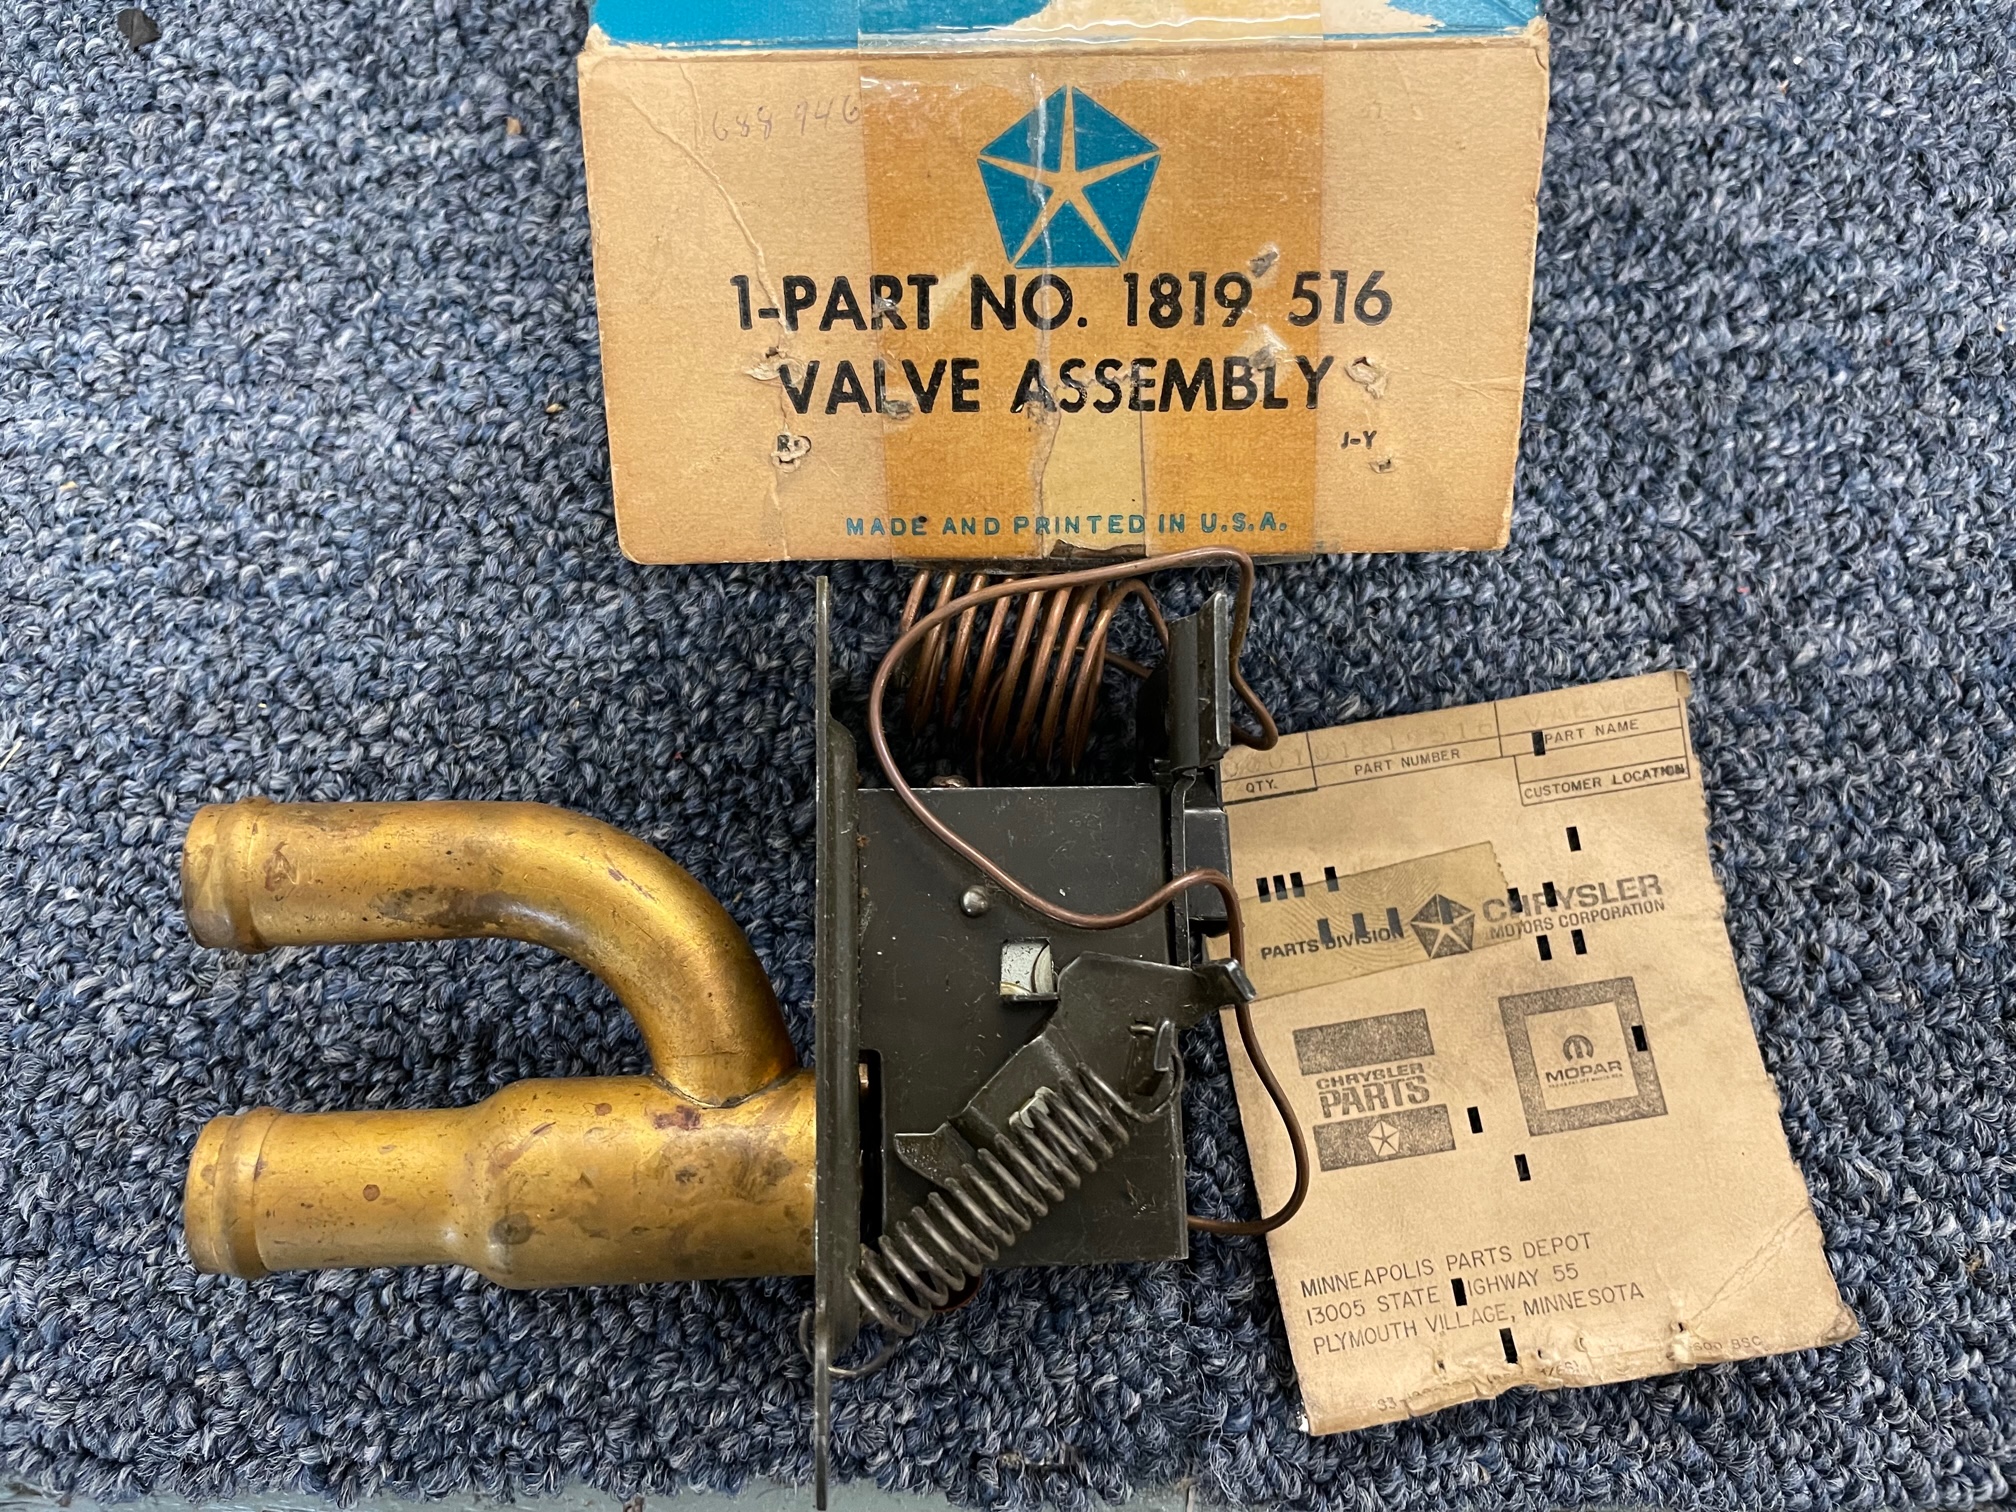 688 946
1-PART NO. 1819 516
VALVE ASSEMBLY
J-Y
MADE AND PRINTED IN U.S.A.
VALVE
QTY.
PART NUMBER
PART NAME
CUSTOMER LOCATION
PARTS DIVISION
CHRYSLER
MOTORS CORPORATION
CHRYSLER
PARTS
MOPAR
MINNEAPOLIS PARTS DEPOT
13005 STATE HIGHWAY 55
PLYMOUTH VILLAGE, MINNESOTA